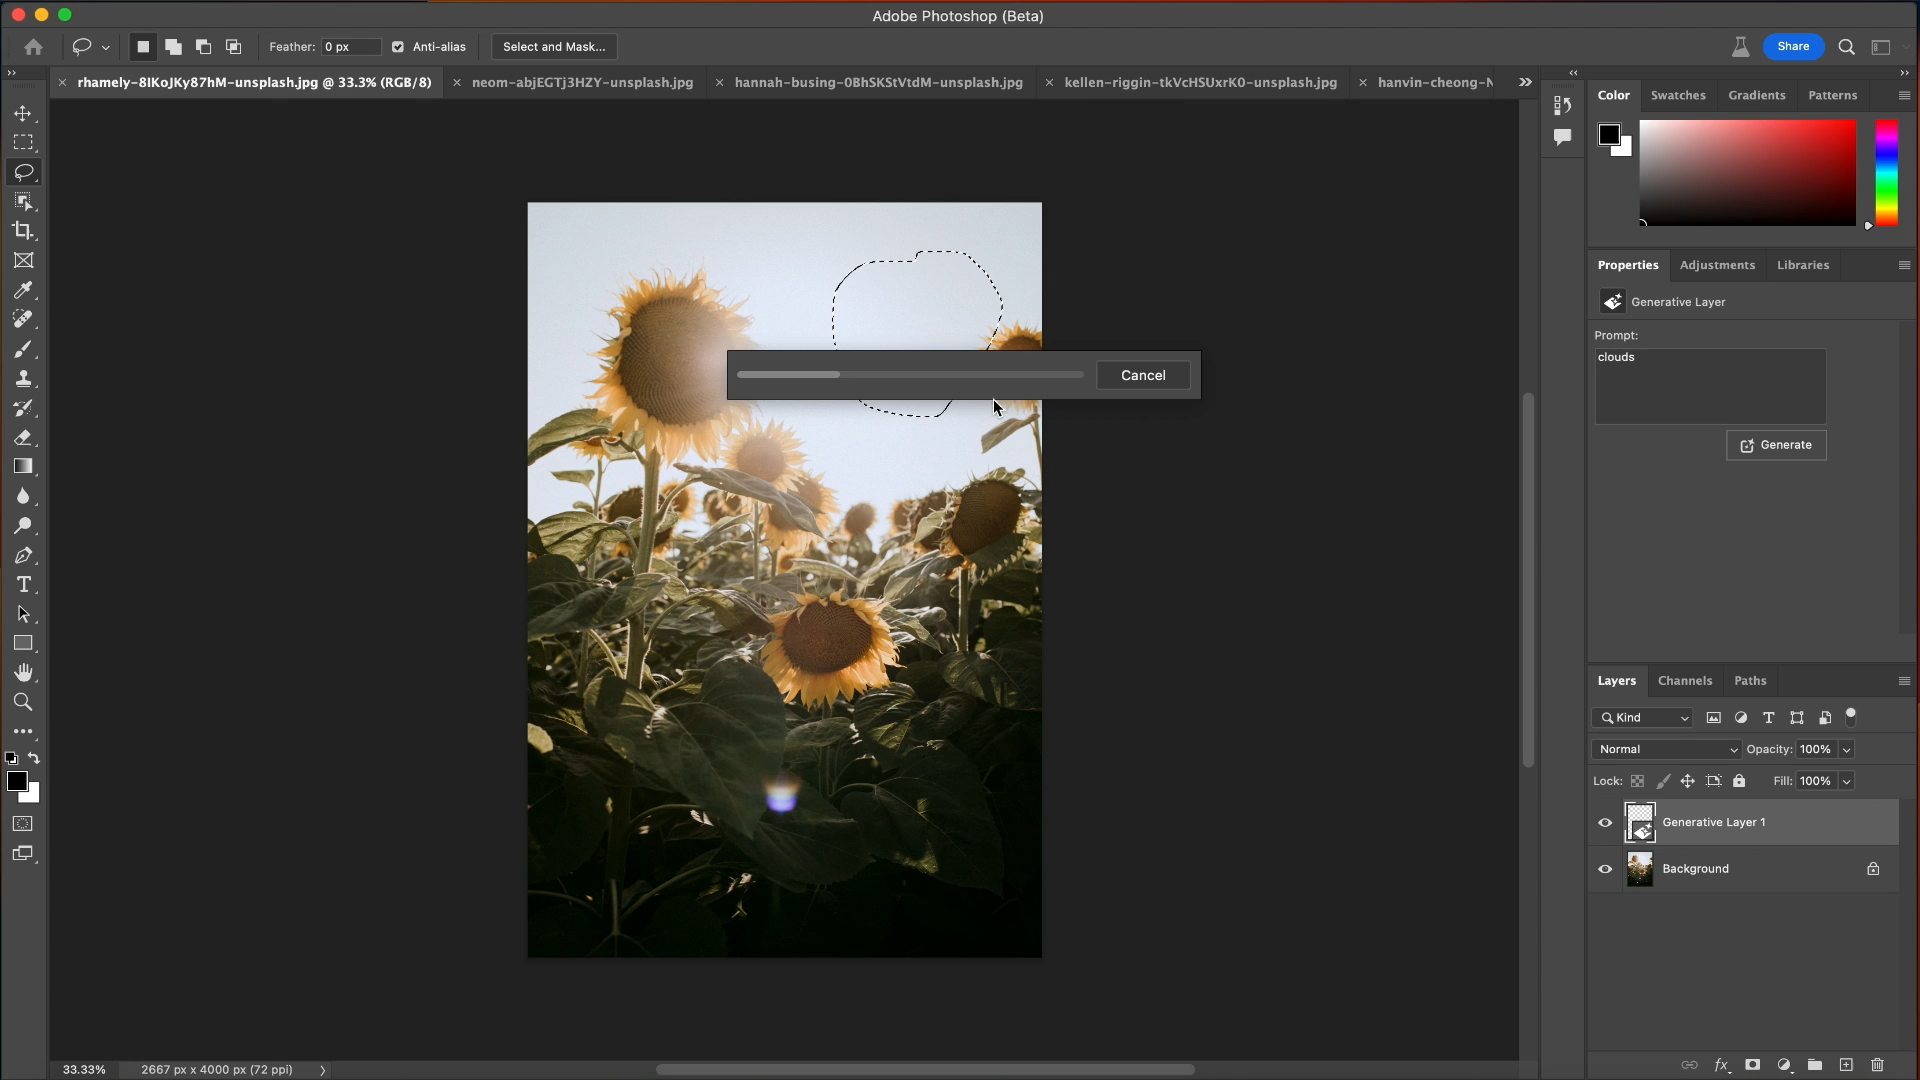 Adobe Photoshop (Beta)
Feather: 0 px Anti-alias Select and Mask... Share
rhamely-8IKoJKy87hM-unsplash.jpg @ 33.3% (RGB/8) neom-abjEGTj3HZY-unsplash.jpg hannah-busing-0BhSKStVtdM-unsplash.jpg kellen-riggin-tkVcHSUxrK0-unsplash.jpg hanvin-cheong-N
Color Swatches Gradients Patterns
Properties Adjustments Libraries
Generative Layer
Prompt:
clouds
Cancel
Generate
Layers Channels Paths
Kind
Normal Opacity: 100%
Lock: Fill: 100%
Generative Layer 1
Background
33.33% 2667 px x 4000 px (72 ppi)